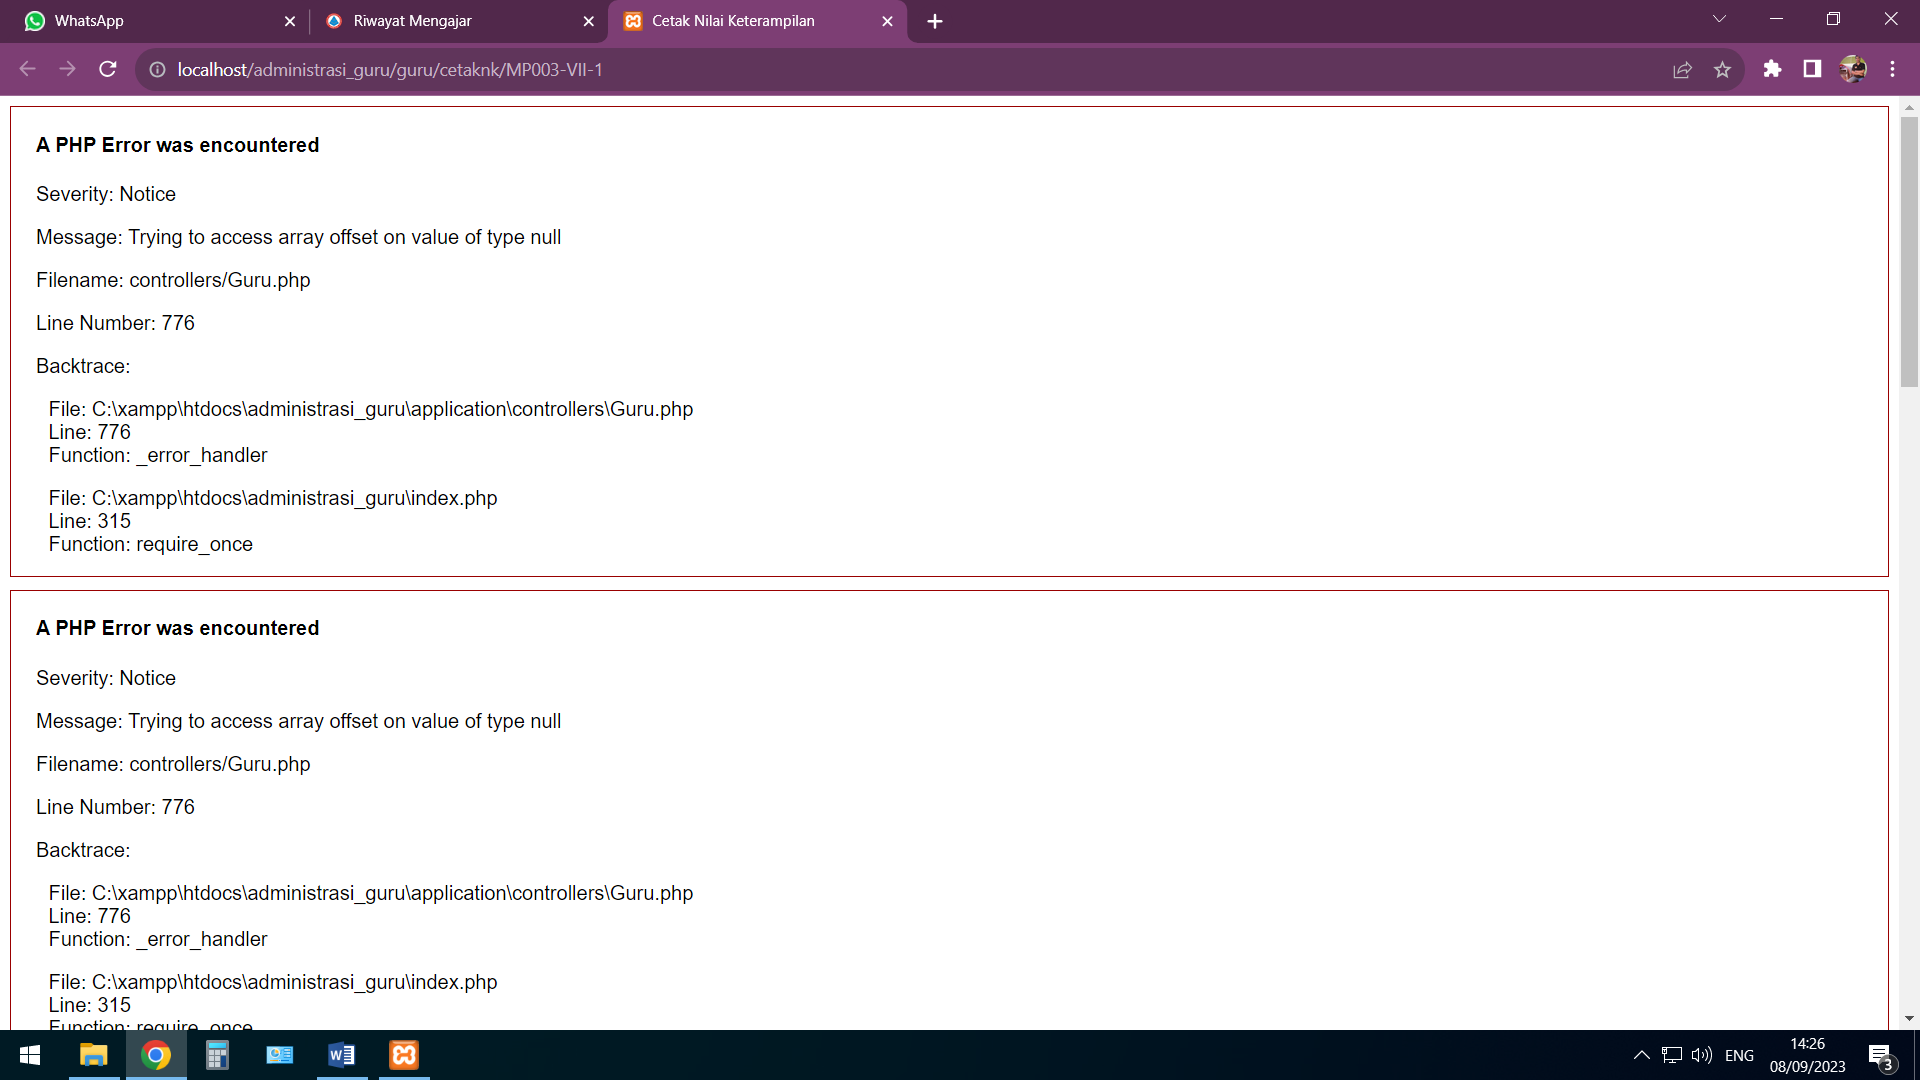 WhatsApp
Riwayat Mengajar
Cetak Nilai Keterampilan
localhost/administrasi_guru/guru/cetaknk/MP003-VII-1
A PHP Error was encountered
Severity: Notice
Message: Trying to access array offset on value of type null
Filename: controllers/Guru.php
Line Number: 776
Backtrace:
File: C:\xampp\htdocs\administrasi_guru\application\controllers\Guru.php
Line: 776
Function: _error_handler
File: C:\xampp\htdocs\administrasi_guru\index.php
Line: 315
Function: require_once
A PHP Error was encountered
Severity: Notice
Message: Trying to access array offset on value of type null
Filename: controllers/Guru.php
Line Number: 776
Backtrace:
File: C:\xampp\htdocs\administrasi_guru\application\controllers\Guru.php
Line: 776
Function: _error_handler
File: C:\xampp\htdocs\administrasi_guru\index.php
Line: 315
Function: require_once
ENG
14:26
08/09/2023
3